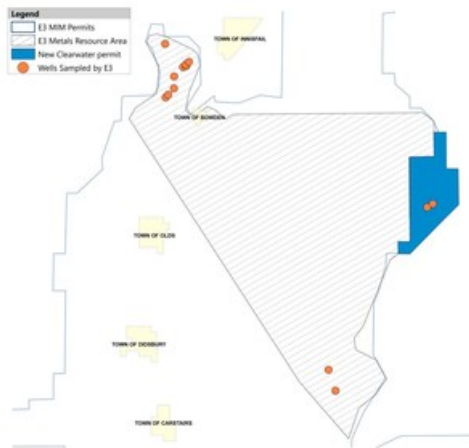 Legend
E3 MIM Permits
E3 Metals Resource Area
New Clearwater permit
Wells Sampled by E3
TOWN OF INNISFAIL
TOWN OF BOWDEN
TOWN OF OLDS
TOWN OF DIDSBURY
TOWN OF CARSTAIRS